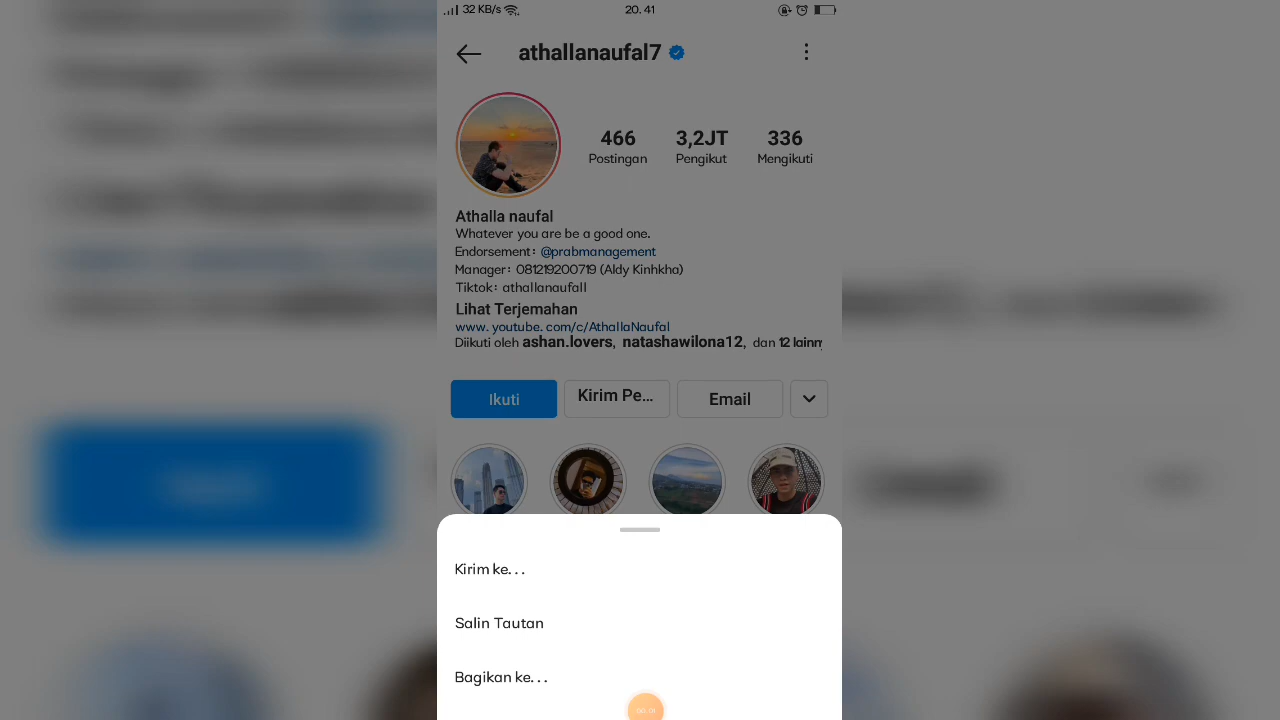 32 KB/s
20. 41
athallanaufal7
466
3,2JT
336
Postingan
Pengikut
Mengikuti
Athalla naufal
Whatever you are be a good one.
Endorsement: @prabmanagement
Manager: 081219200719 (Aldy Kinhkha)
Tiktok: athallanaufall
Lihat Terjemahan
www. youtube. com/c/AthallaNaufal
Diikuti oleh ashan.lovers, natashawilona12, dan 12 lainny
Ikuti
Kirim Pe...
Email
Kirim ke. . .
Salin Tautan
Bagikan ke. . .